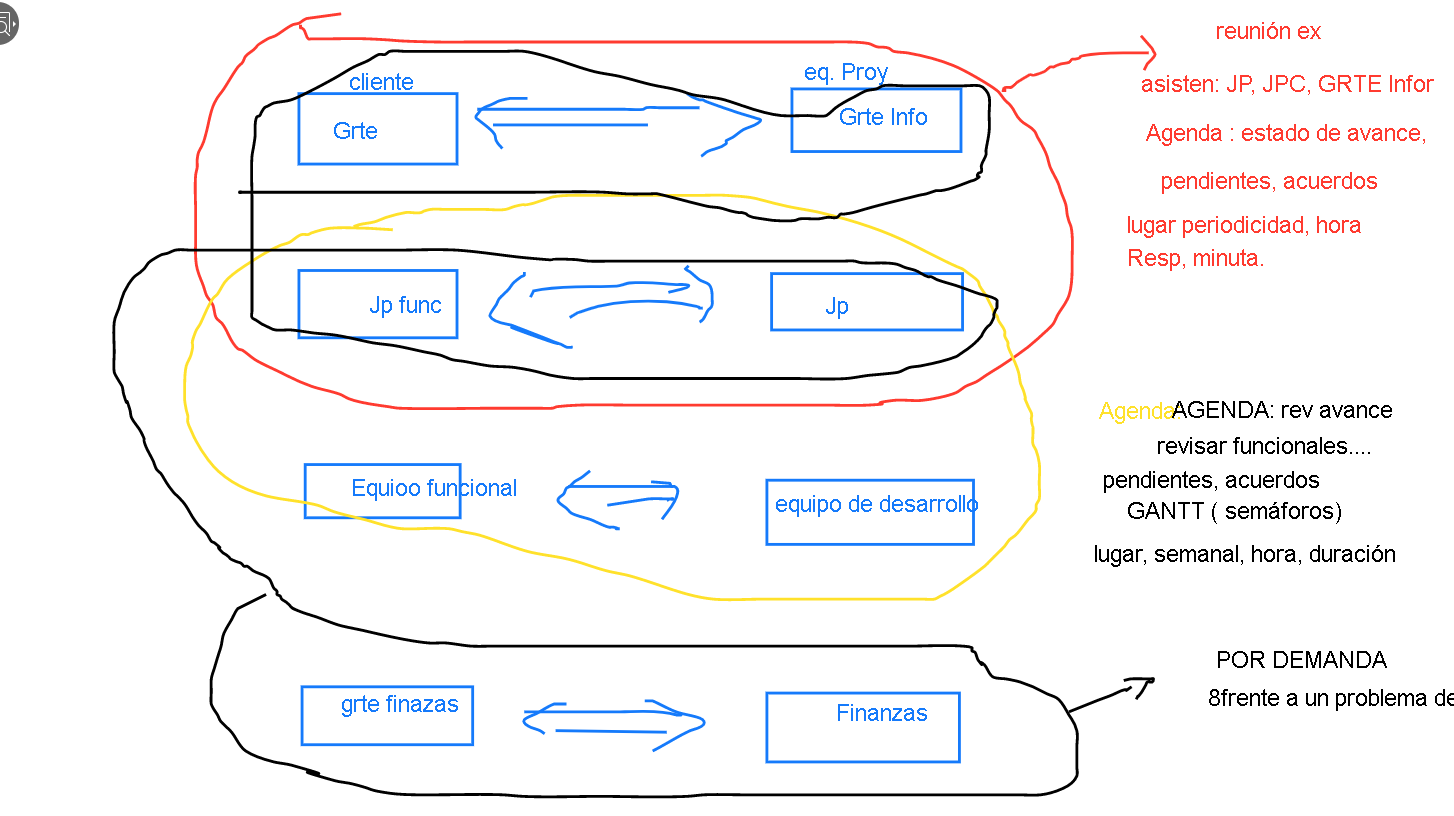 reunión ex
cliente
eq. Proy
asisten: JP, JPC, GRTE Infor
Grte
Grte Info
Agenda : estado de avance,
pendientes, acuerdos
lugar periodicidad, hora
Resp, minuta.
Jp func
Jp
Agenda:
AGENDA: rev avance
revisar funcionales....
Equioo funcional
equipo de desarrollo
pendientes, acuerdos
GANTT ( semáforos)
lugar, semanal, hora, duración
POR DEMANDA
8frente a un problema de
grte finazas
Finanzas